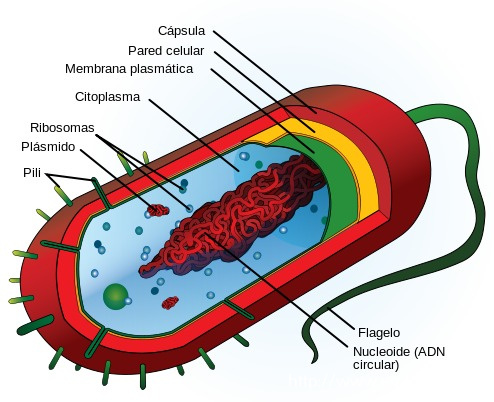 Cápsula
Pared celular
Membrana plasmática
Citoplasma
Ribosomas
Plásmido
Pili
Flagelo
Nucleoide (ADN
circular)